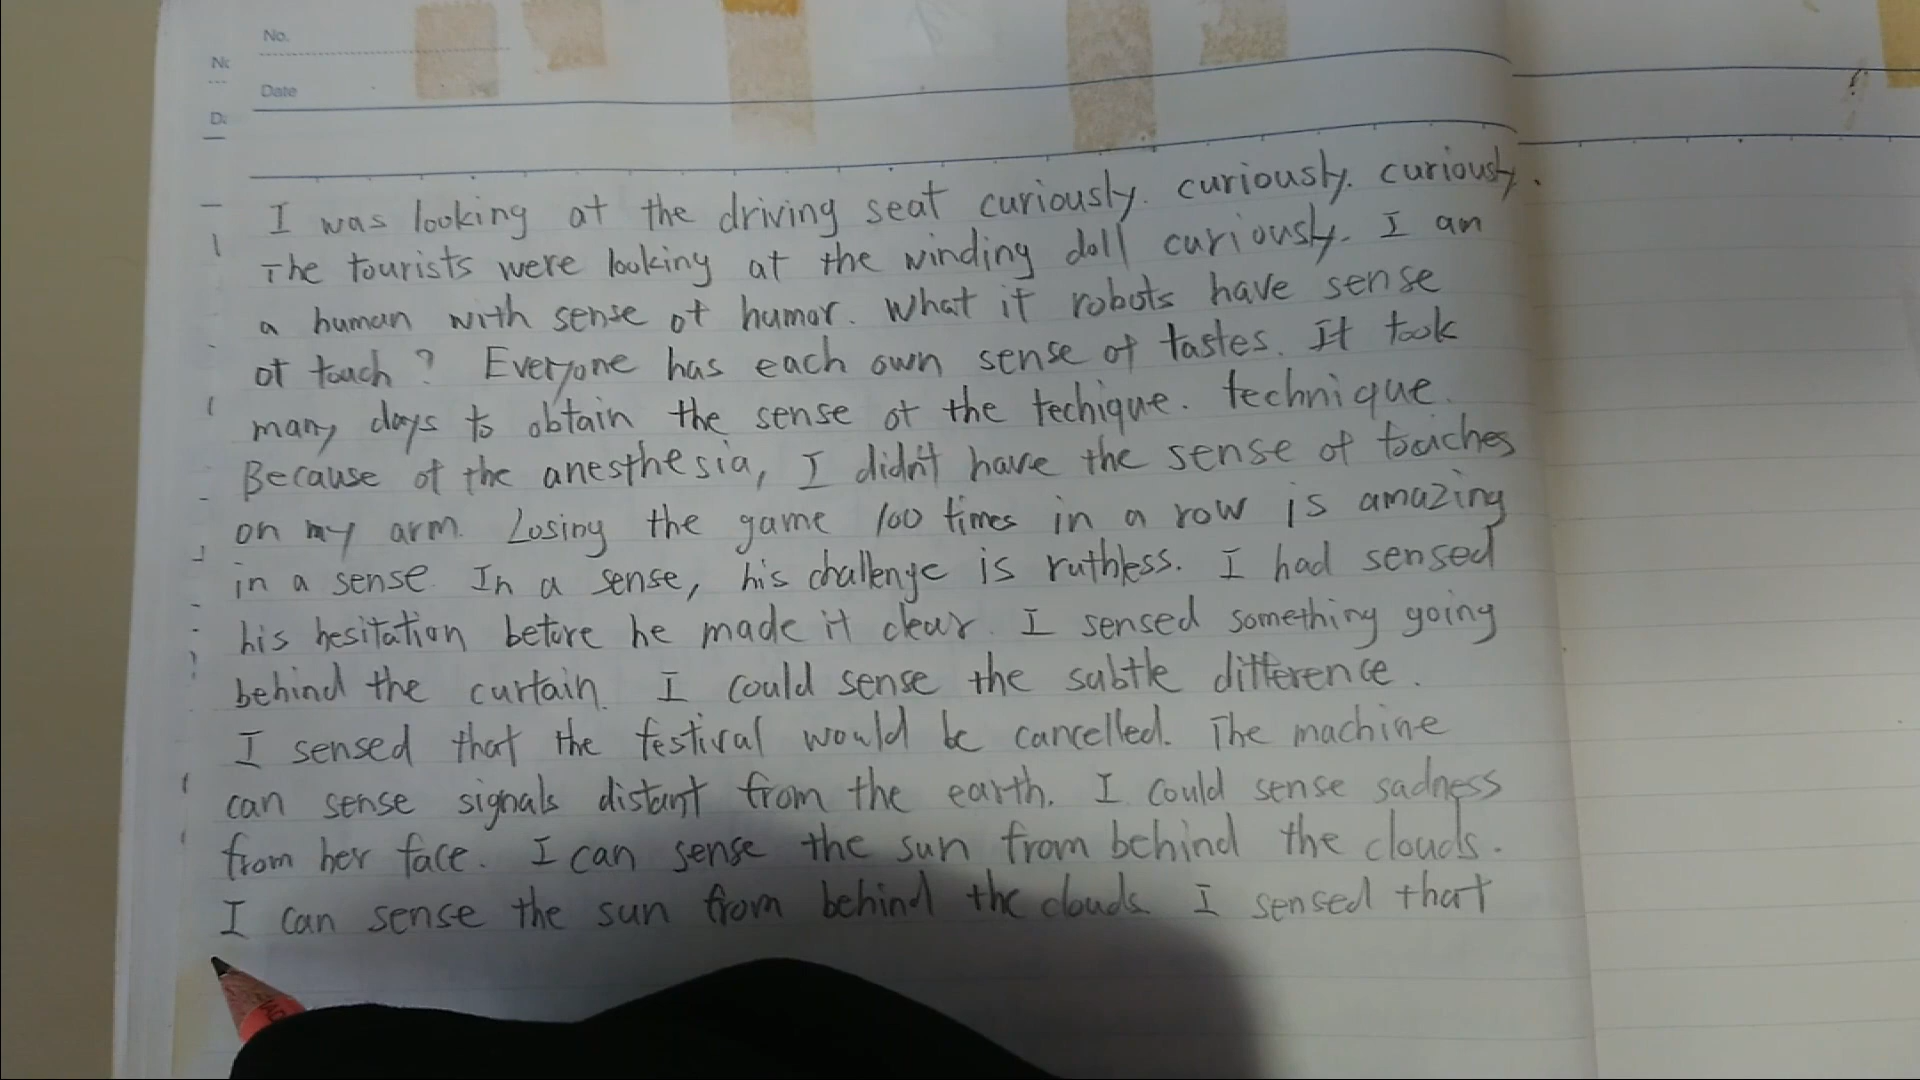 No.
No
Date
Da
I was looking at the driving seat curiously. curiously. curiously.
The tourists were looking at the winding doll curiously. I am
a human with sense of humor. What if robots have sense
of touch? Everyone has each own sense of tastes. It took
many days to obtain the sense of the techique. technique.
Because of the anesthesia, I didn't have the sense of touches
on my arm. Losing the game 100 times in a row is amazing
in a sense. In a sense, his challenge is ruthless. I had sensed
his hesitation before he made it clear. I sensed something going
behind the curtain. I could sense the subtle difference.
I sensed that the festival would be cancelled. The machine
can sense signals distant from the earth. I could sense sadness
from her face. I can sense the sun from behind the clouds.
I can sense the sun from behind the clouds. I sensed that